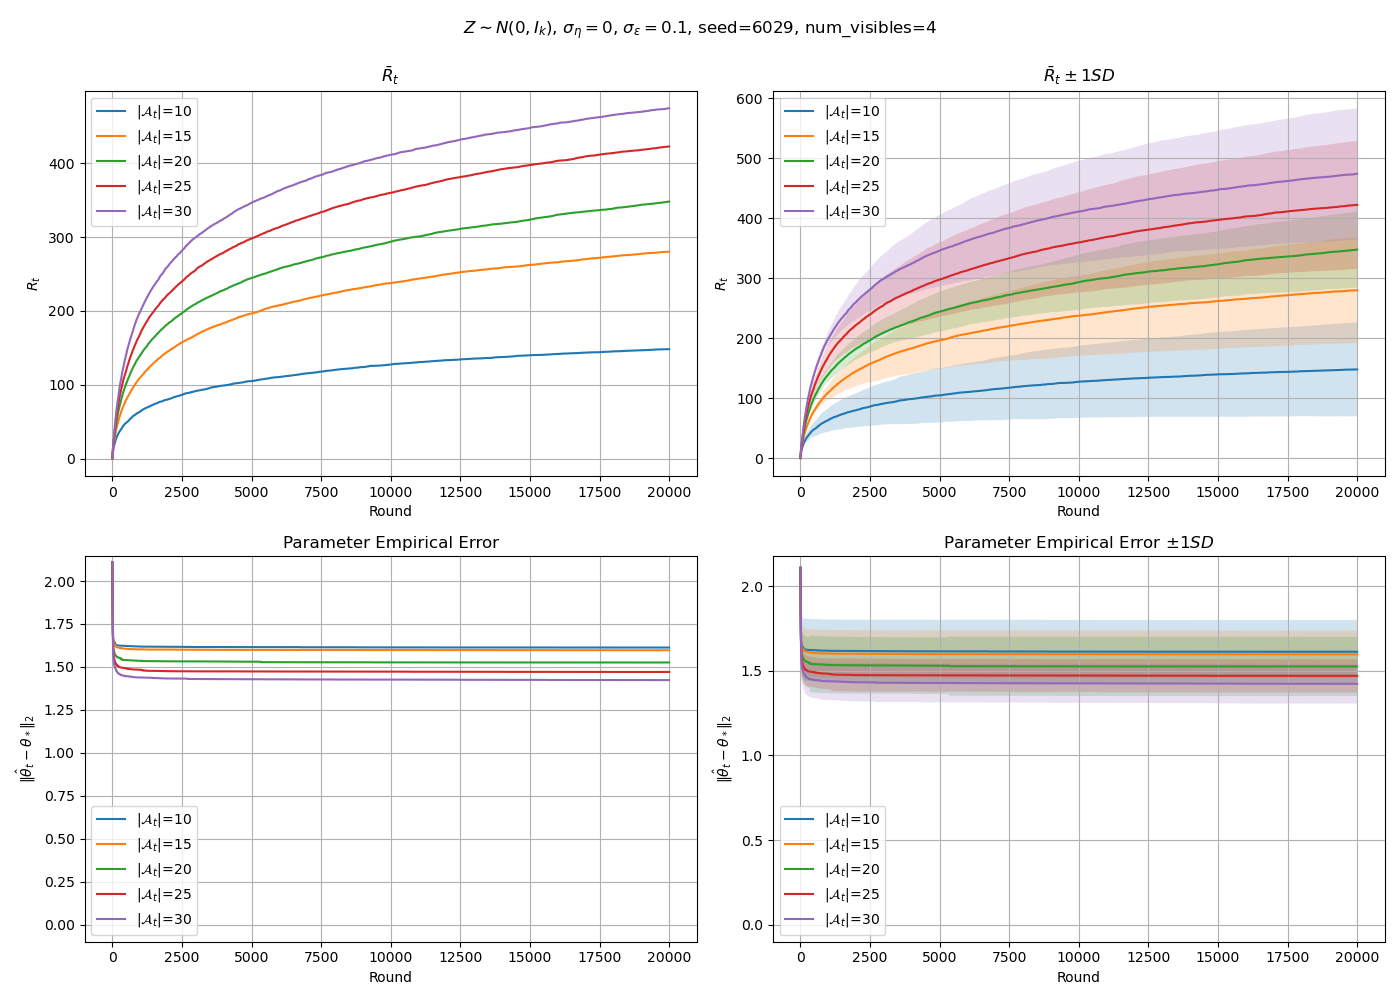 Z ∼ N(0, I_k), σ_η = 0, σ_ε = 0.1, seed=6029, num_visibles=4
R̄_t
R_t
400
300
200
100
0
|𝒜_t|=10
|𝒜_t|=15
|𝒜_t|=20
|𝒜_t|=25
|𝒜_t|=30
0 2500 5000 7500 10000 12500 15000 17500 20000
Round
R̄_t ± 1SD
R_t
600
500
400
300
200
100
0
|𝒜_t|=10
|𝒜_t|=15
|𝒜_t|=20
|𝒜_t|=25
|𝒜_t|=30
0 2500 5000 7500 10000 12500 15000 17500 20000
Round
Parameter Empirical Error
‖θ̂_t − θ_*‖_2
2.00
1.75
1.50
1.25
1.00
0.75
0.50
0.25
0.00
|𝒜_t|=10
|𝒜_t|=15
|𝒜_t|=20
|𝒜_t|=25
|𝒜_t|=30
0 2500 5000 7500 10000 12500 15000 17500 20000
Round
Parameter Empirical Error ±1SD
‖θ̂_t − θ_*‖_2
2.0
1.5
1.0
0.5
0.0
|𝒜_t|=10
|𝒜_t|=15
|𝒜_t|=20
|𝒜_t|=25
|𝒜_t|=30
0 2500 5000 7500 10000 12500 15000 17500 20000
Round